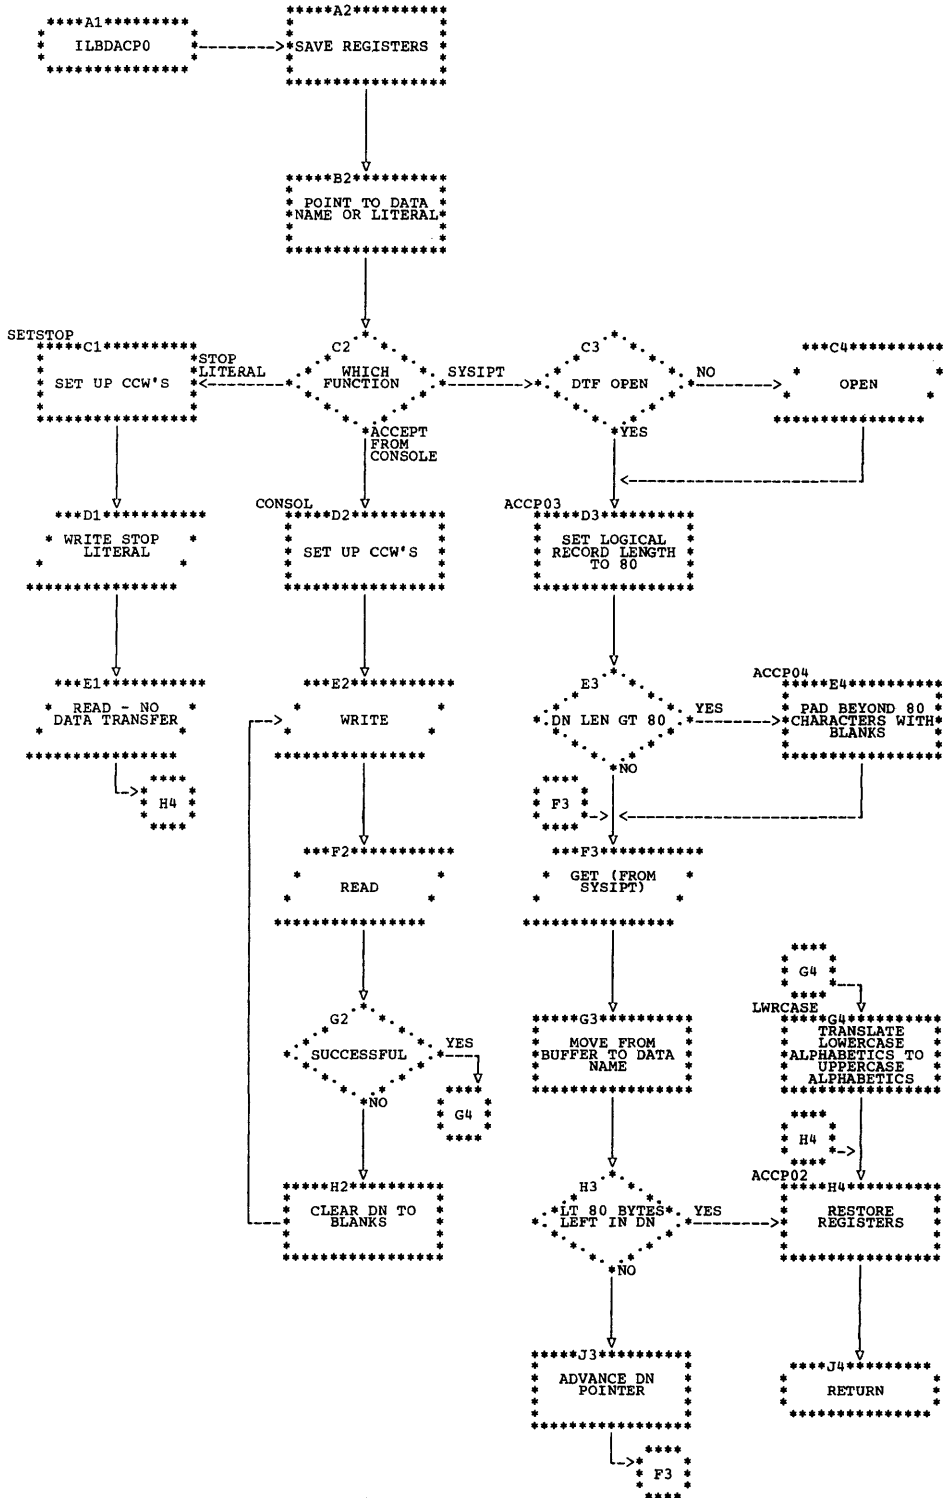 A1
ILBDACP0
A2
SAVE REGISTERS
B2
POINT TO DATA
NAME OR LITERAL
SETSTOP
C1
SET UP CCW'S
STOP
LITERAL
C2
WHICH
FUNCTION
SYSIPT
ACCEPT
FROM
CONSOLE
C3
DTF OPEN
NO
YES
C4
OPEN
D1
WRITE STOP
LITERAL
CONSOL
D2
SET UP CCW'S
ACCP03
D3
SET LOGICAL
RECORD LENGTH
TO 80
E1
READ - NO
DATA TRANSFER
H4
E2
WRITE
E3
DN LEN GT 80
YES
NO
ACCP04
E4
PAD BEYOND 80
CHARACTERS WITH
BLANKS
F3
F2
READ
F3
GET (FROM
SYSIPT)
G2
SUCCESSFUL
YES
NO
G4
G3
MOVE FROM
BUFFER TO DATA
NAME
G4
LWRCASE
G4
TRANSLATE
LOWERCASE
ALPHABETICS TO
UPPERCASE
ALPHABETICS
H4
H2
CLEAR DN TO
BLANKS
H3
LT 80 BYTES
LEFT IN DN
YES
NO
ACCP02
H4
RESTORE
REGISTERS
J3
ADVANCE DN
POINTER
F3
J4
RETURN